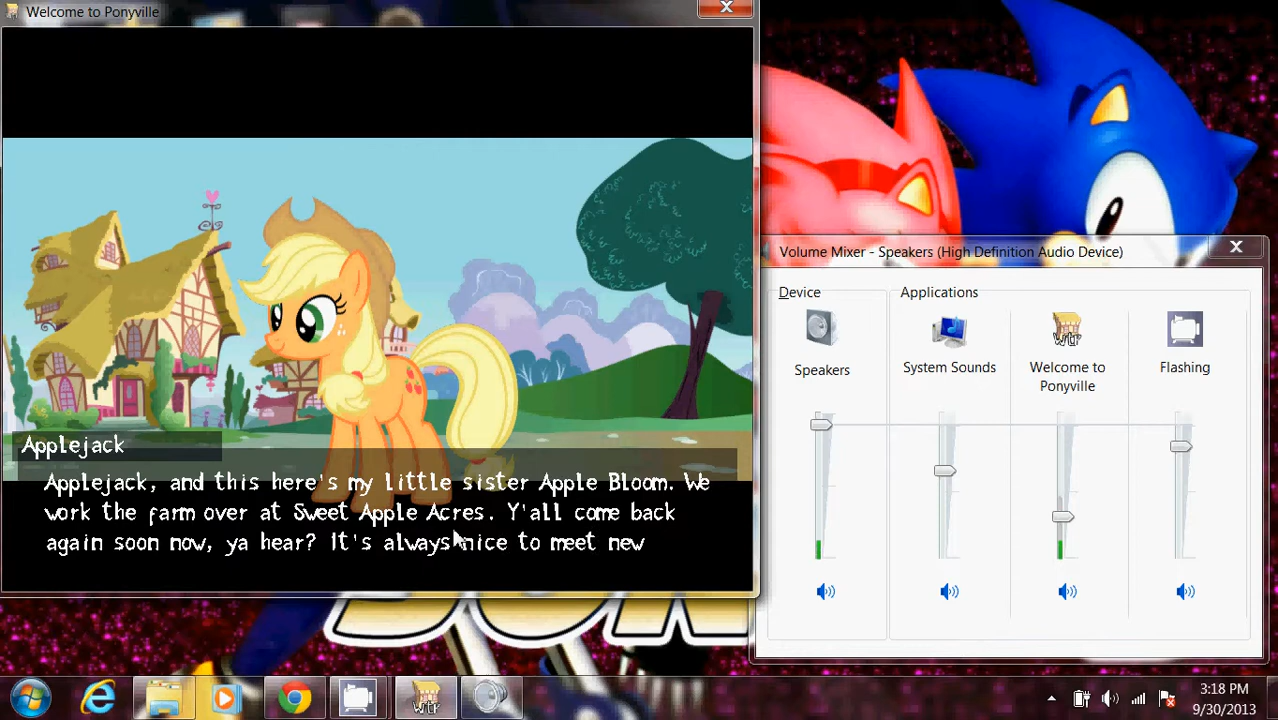 Welcome to Ponyville
Applejack
Applejack, and this here's my little sister Apple Bloom. We
work the farm over at Sweet Apple Acres. Y'all come back
again soon now, ya hear? It's always nice to meet new
Volume Mixer - Speakers (High Definition Audio Device)
Device
Applications
Speakers
System Sounds
Welcome to
Ponyville
Flashing
3:18 PM
9/30/2013